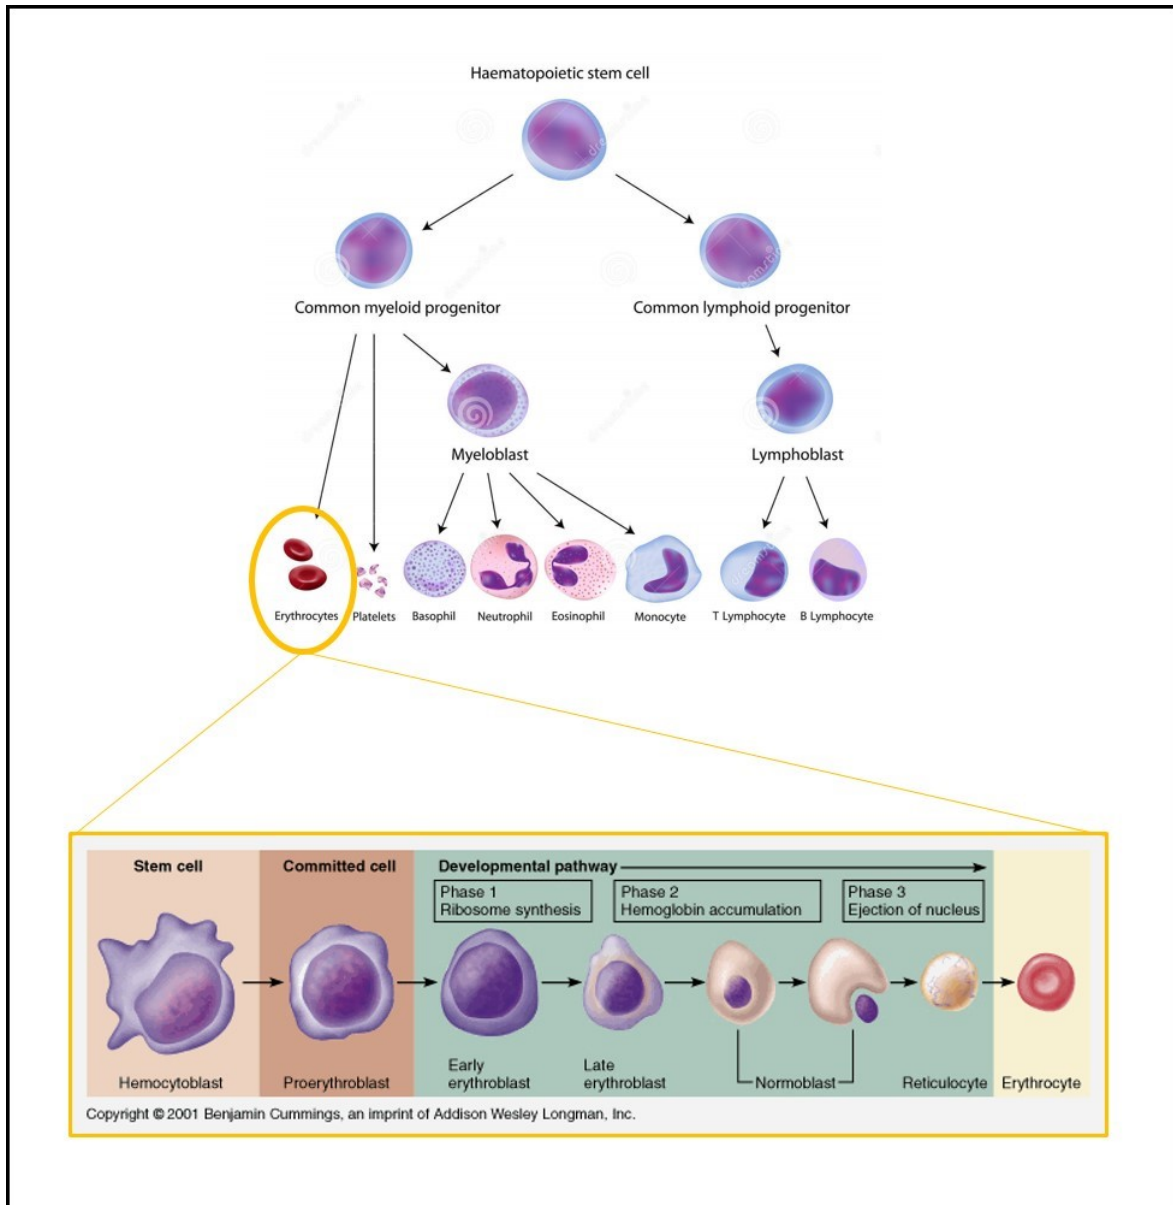 Haematopoietic stem cell
Common myeloid progenitor
Common lymphoid progenitor
Myeloblast
Lymphoblast
Erythrocytes
Platelets
Basophil
Neutrophil
Eosinophil
Monocyte
T Lymphocyte
B Lymphocyte
Stem cell
Committed cell
Developmental pathway
Phase 1
Ribosome synthesis
Phase 2
Hemoglobin accumulation
Phase 3
Ejection of nucleus
Hemocytoblast
Proerythroblast
Early
erythroblast
Late
erythroblast
Normoblast
Reticulocyte
Erythrocyte
Copyright © 2001 Benjamin Cummings, an imprint of Addison Wesley Longman, Inc.